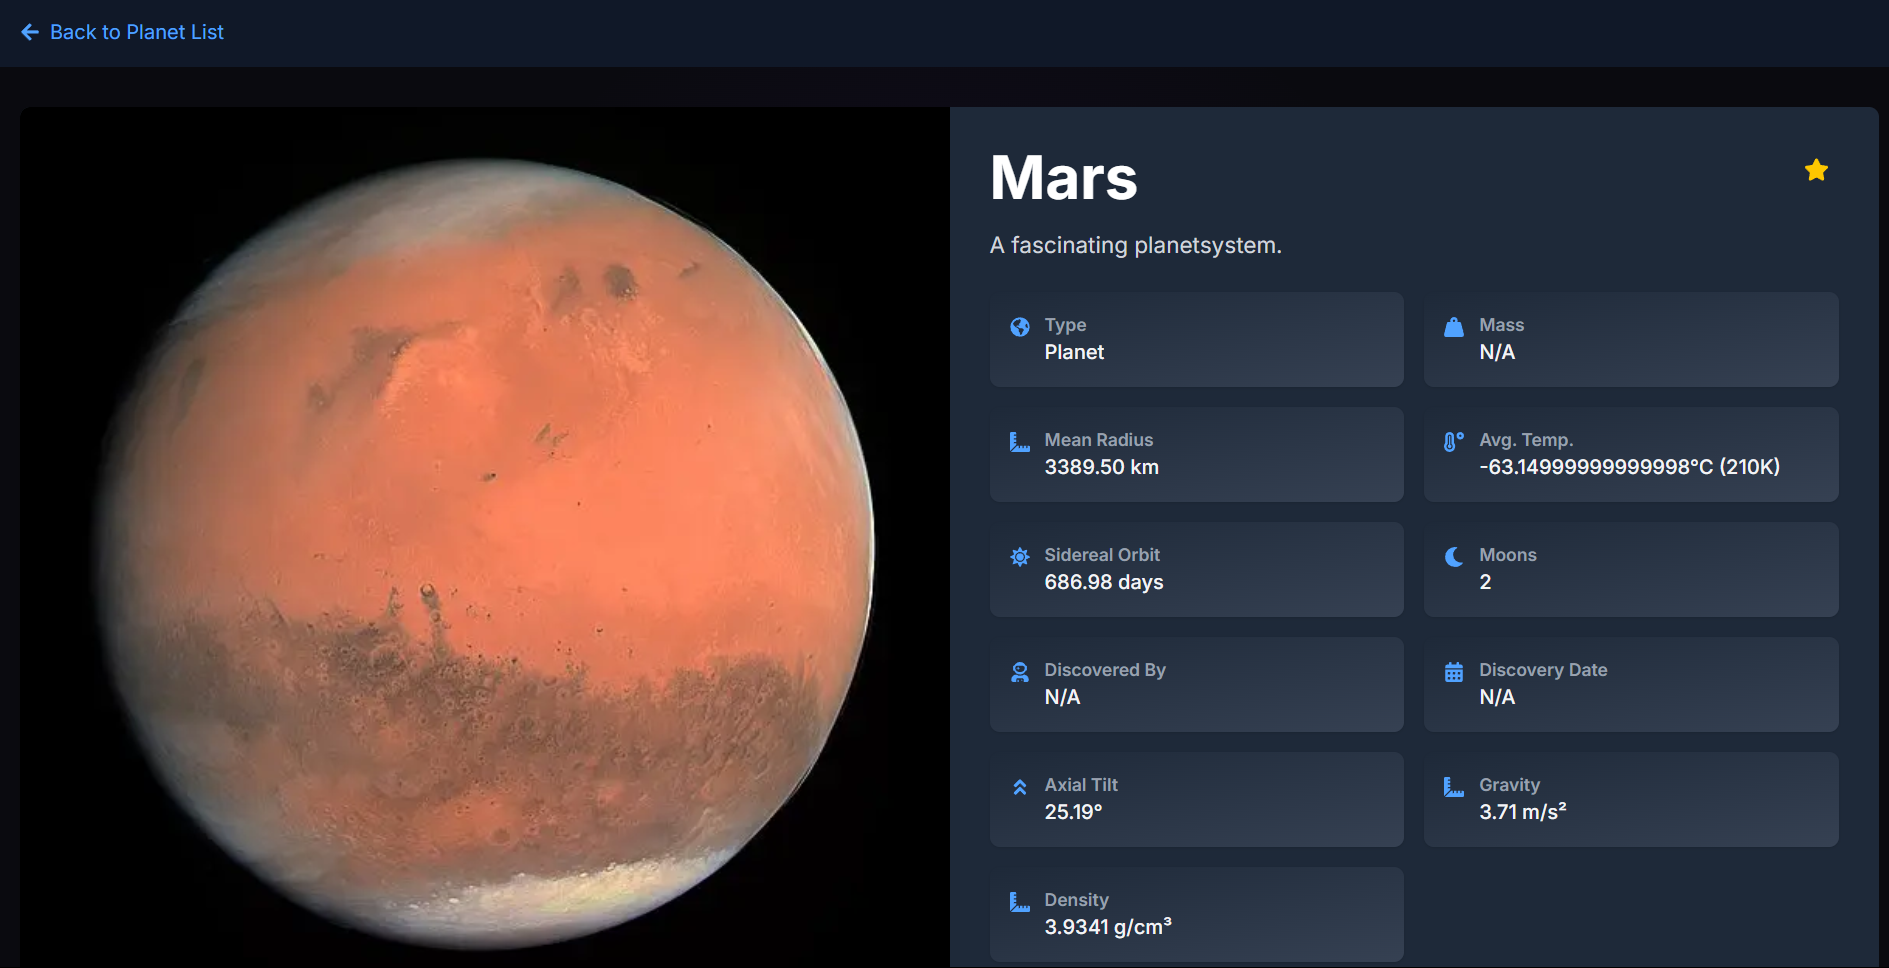 Back to Planet List
Mars
A fascinating planetsystem.
Type
Planet
Mass
N/A
Mean Radius
3389.50 km
Avg. Temp.
-63.14999999999998°C (210K)
Sidereal Orbit
686.98 days
Moons
2
Discovered By
N/A
Discovery Date
N/A
Axial Tilt
25.19°
Gravity
3.71 m/s²
Density
3.9341 g/cm³